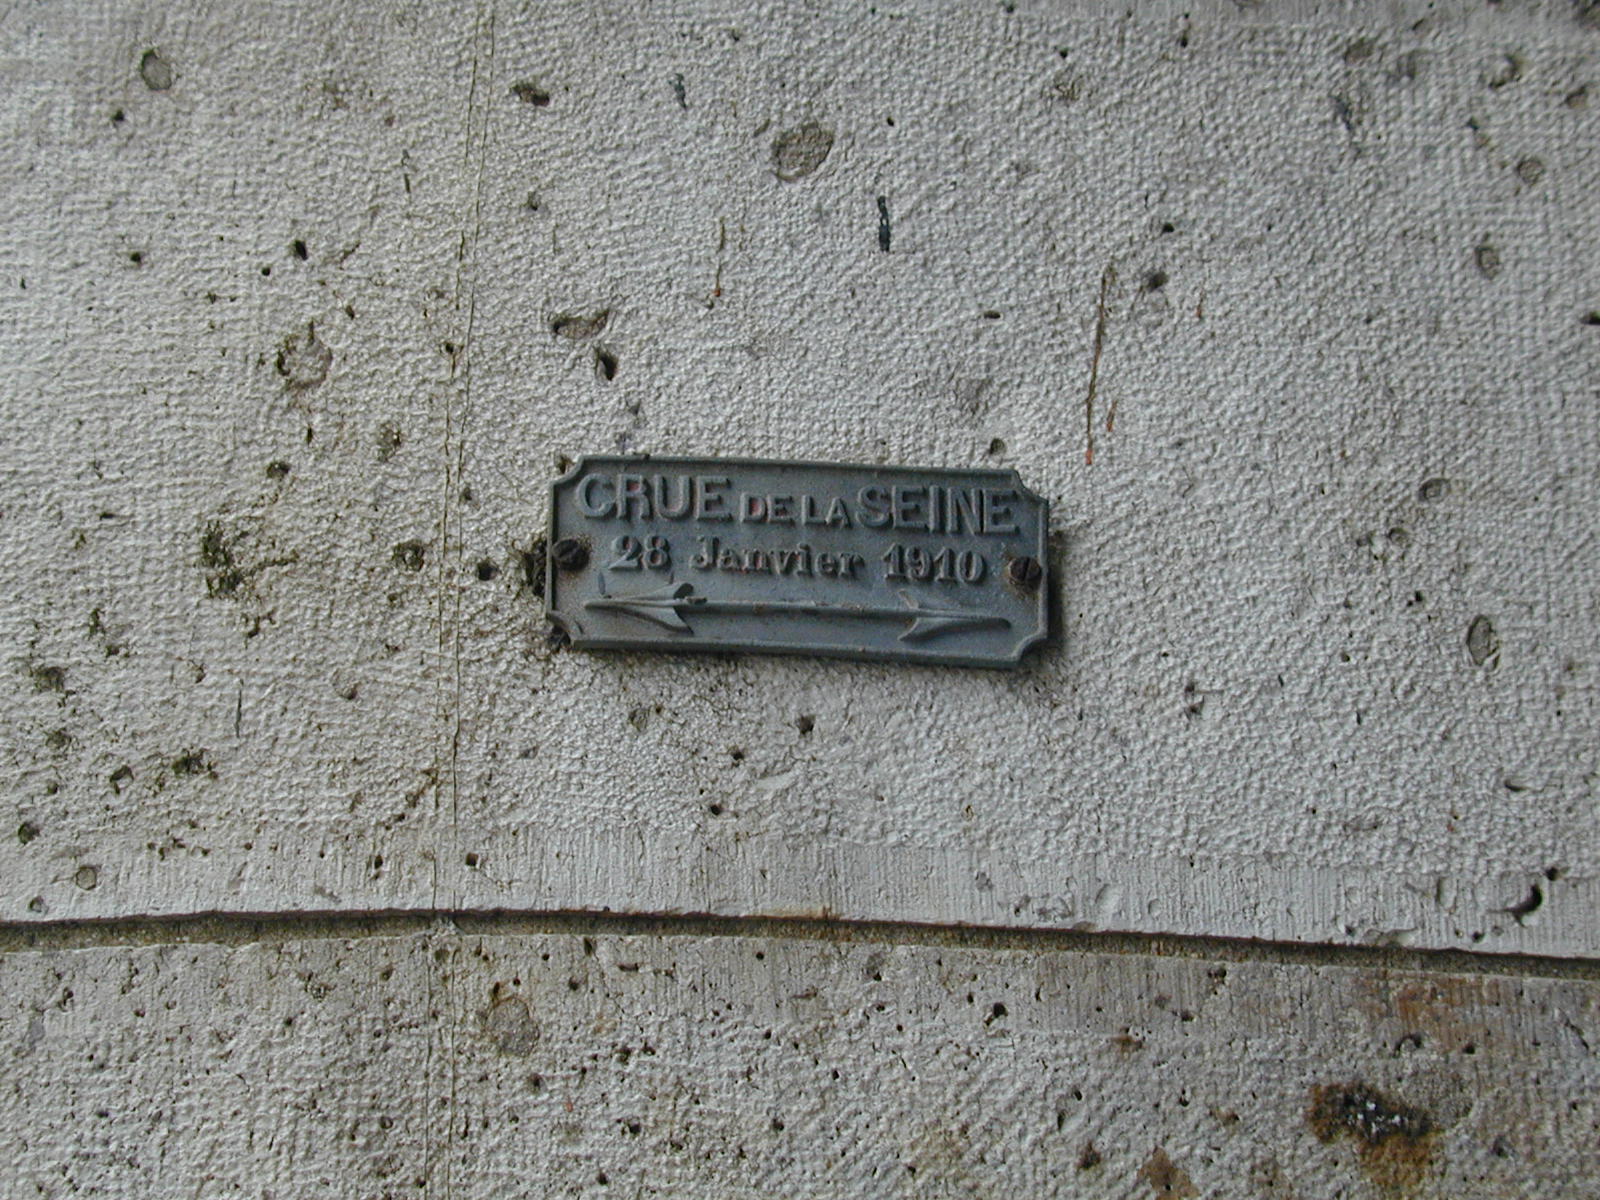 CRUE DE LA SEINE
28 Janvier 1910